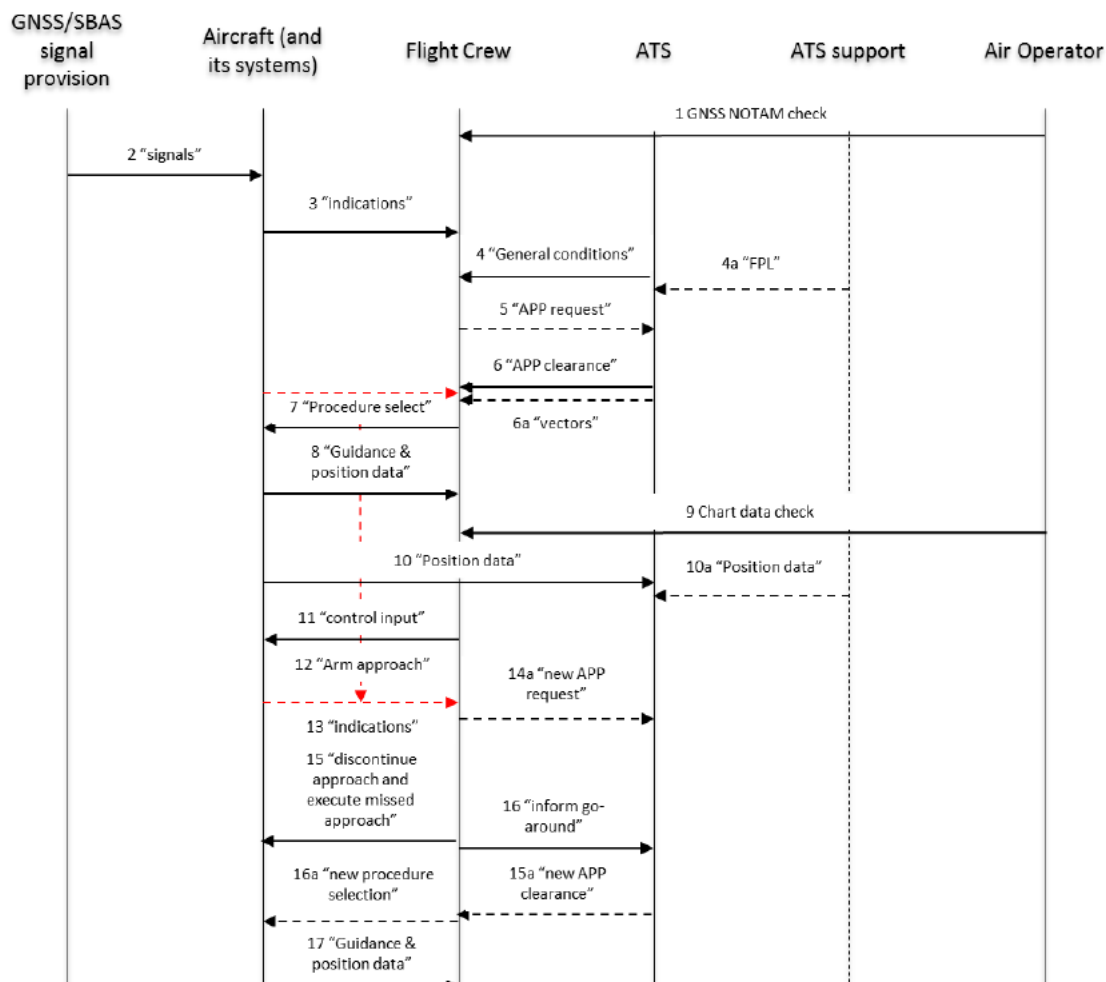 GNSS/SBAS
signal
provision
Aircraft (and
its systems)
Flight Crew
ATS
ATS support
Air Operator
1 GNSS NOTAM check
2 “signals”
3 “indications”
4 “General conditions”
4a “FPL”
5 “APP request”
6 “APP clearance”
7 “Procedure select”
6a “vectors”
8 “Guidance &
position data”
9 Chart data check
10 “Position data”
10a “Position data”
11 “control input”
12 “Arm approach”
14a “new APP
request”
13 “indications”
15 “discontinue
approach and
execute missed
approach”
16 “inform go-
around”
16a “new procedure
selection”
15a “new APP
clearance”
17 “Guidance &
position data”